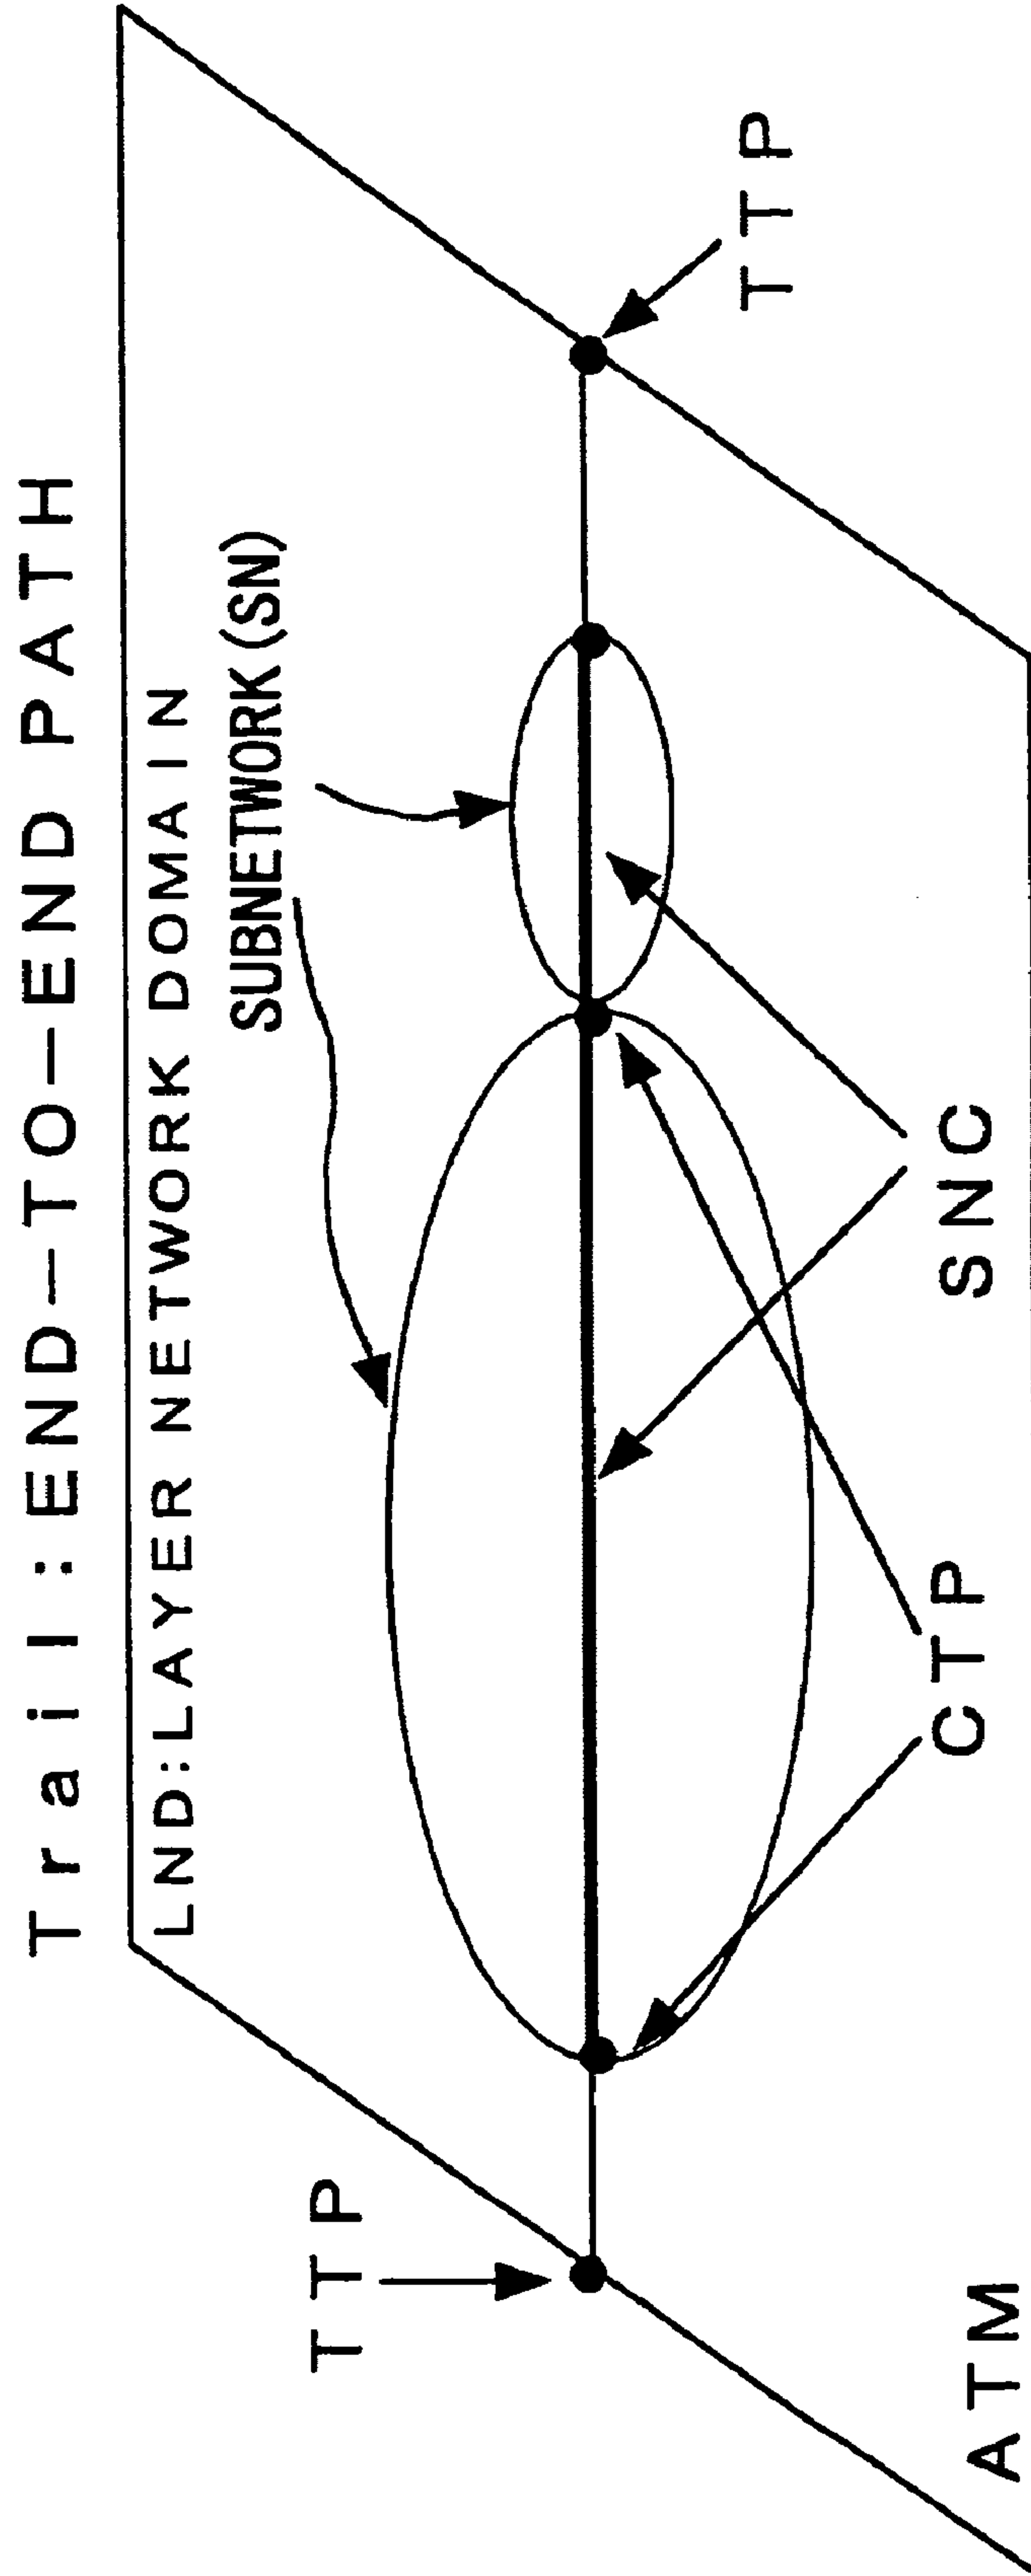 Trail:END-TO-END PATH
LND:LAYER NETWORK DOMAIN
SUBNETWORK(SN)
TTP
TTP
CTP
SNC
ATM